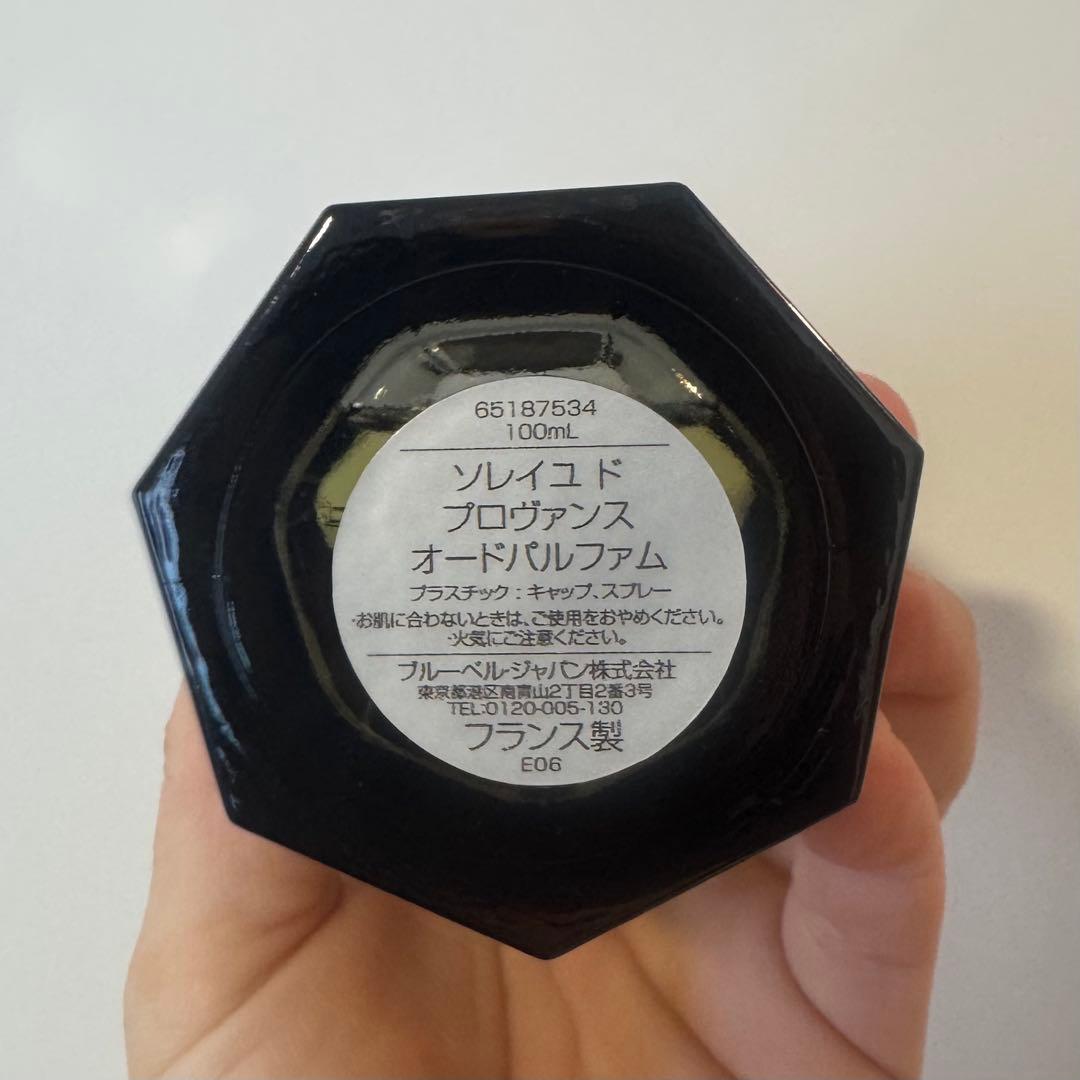 65187534
100mL
ソレイユ ド
プロヴァンス
オードパルファム
プラスチック : キャップ、スプレー
・お肌に合わないときは、ご使用をおやめください。
・火気にご注意ください。
ブルーベル・ジャパン株式会社
東京都港区南青山2丁目2番3号
TEL:0120-005-130
フランス製
E06